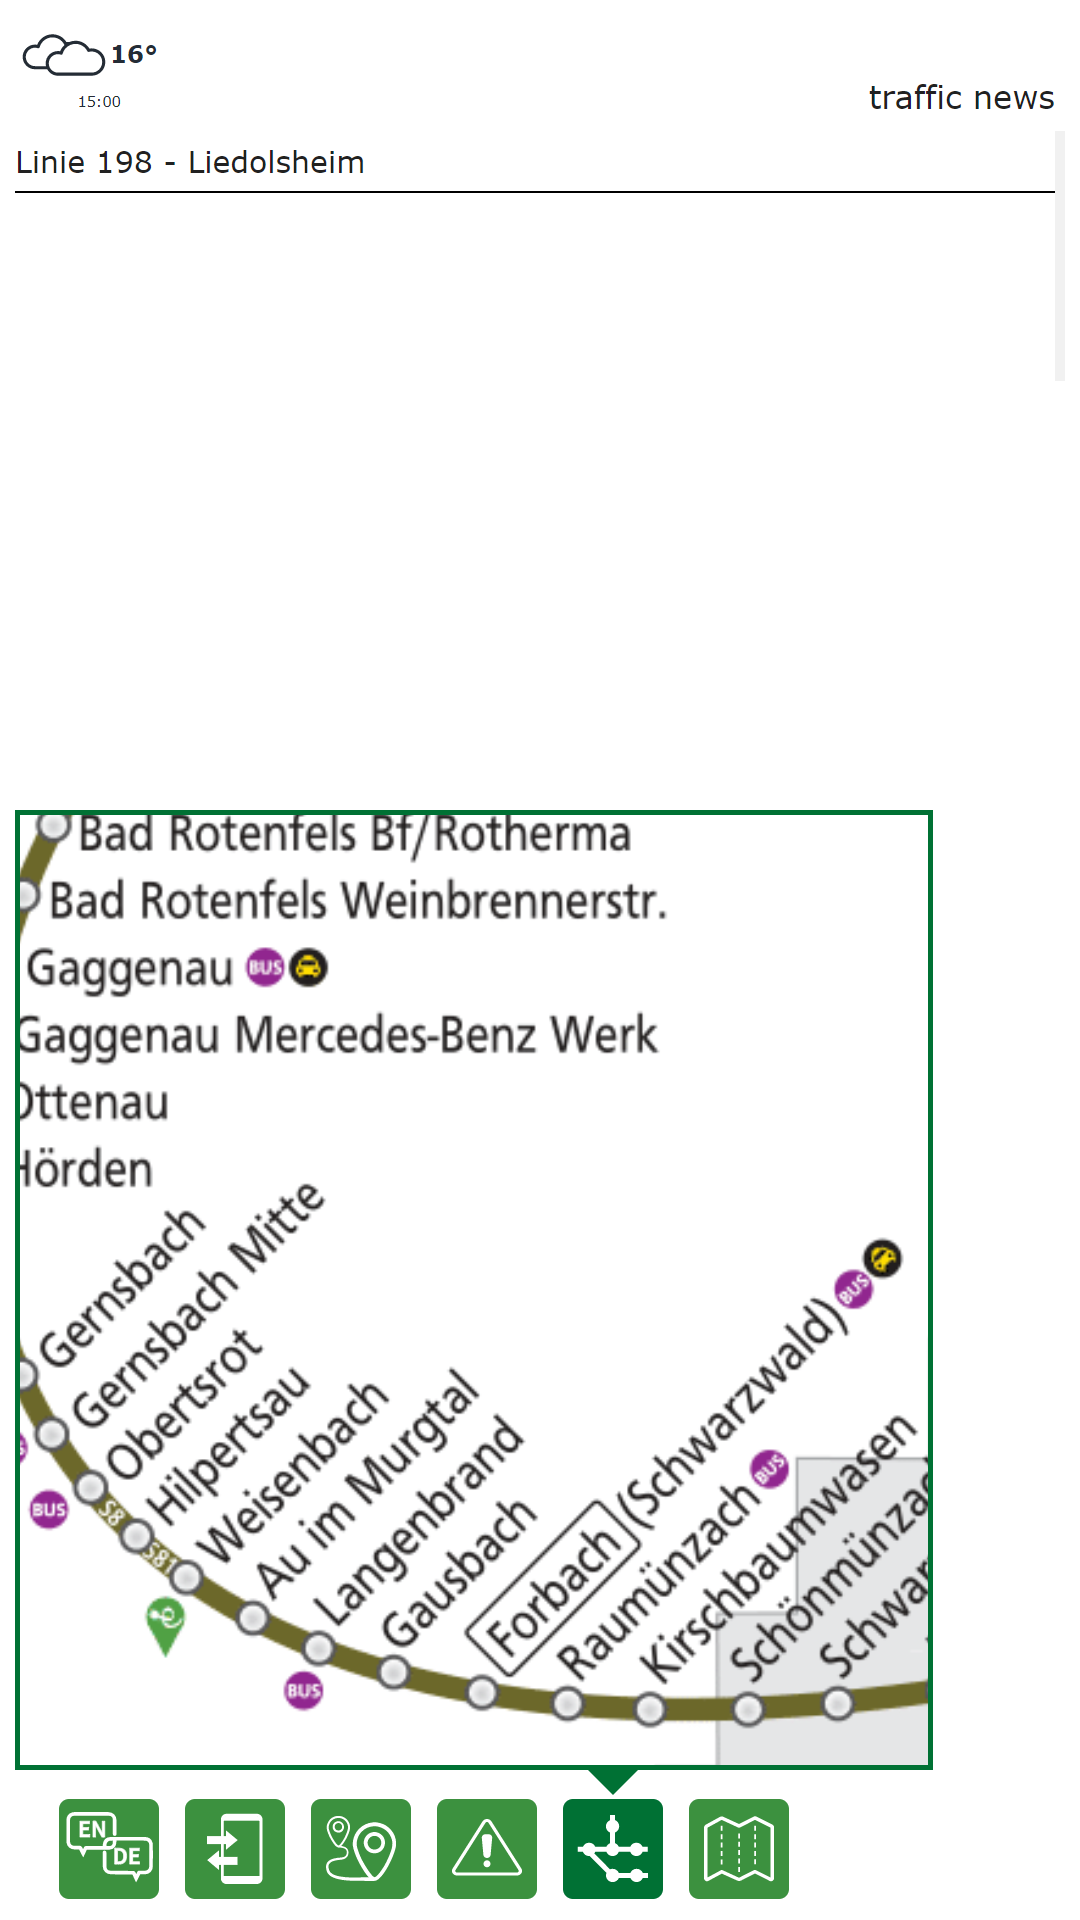 16°
15:00
traffic news
Linie 198 - Liedolsheim
Bad Rotenfels Bf/Rotherma
Bad Rotenfels Weinbrennerstr.
Gaggenau BUS
Gaggenau Mercedes-Benz Werk
Ottenau
Hörden
Gernsbach
Gernsbach Mitte
Obertsrot
Hilpertsau
Weisenbach
Au im Murgtal
Langenbrand
Gausbach
Forbach (Schwarzwald) BUS
Raumünzach BUS
Kirschbaumwasen
Schönmünzac
Schwar
BUS
S8
S81
BUS
EN
DE